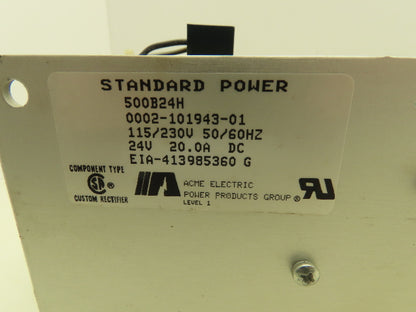 STANDARD POWER
500B24H
0002-101943-01
115/230V 50/60HZ
24V 20.0A DC
EIA-413985360 G
COMPONENT TYPE
CUSTOM RECTIFIER
ACME ELECTRIC
POWER PRODUCTS GROUP®
LEVEL 1